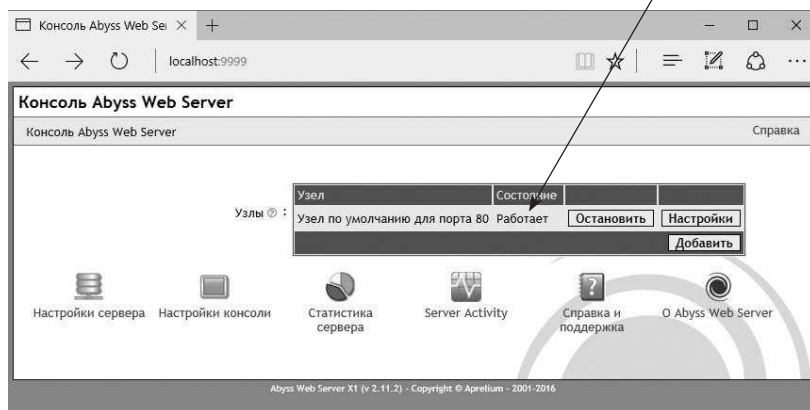 Консоль Abyss Web Ser
localhost:9999
Консоль Abyss Web Server
Консоль Abyss Web Server Справка
Узел Состояние
Узлы ? : Узел по умолчанию для порта 80 Работает Остановить Настройки
Добавить
Настройки сервера Настройки консоли Статистика сервера Server Activity Справка и поддержка О Abyss Web Server
Abyss Web Server X1 (v 2.11.2) - Copyright © Aprelium - 2001-2016